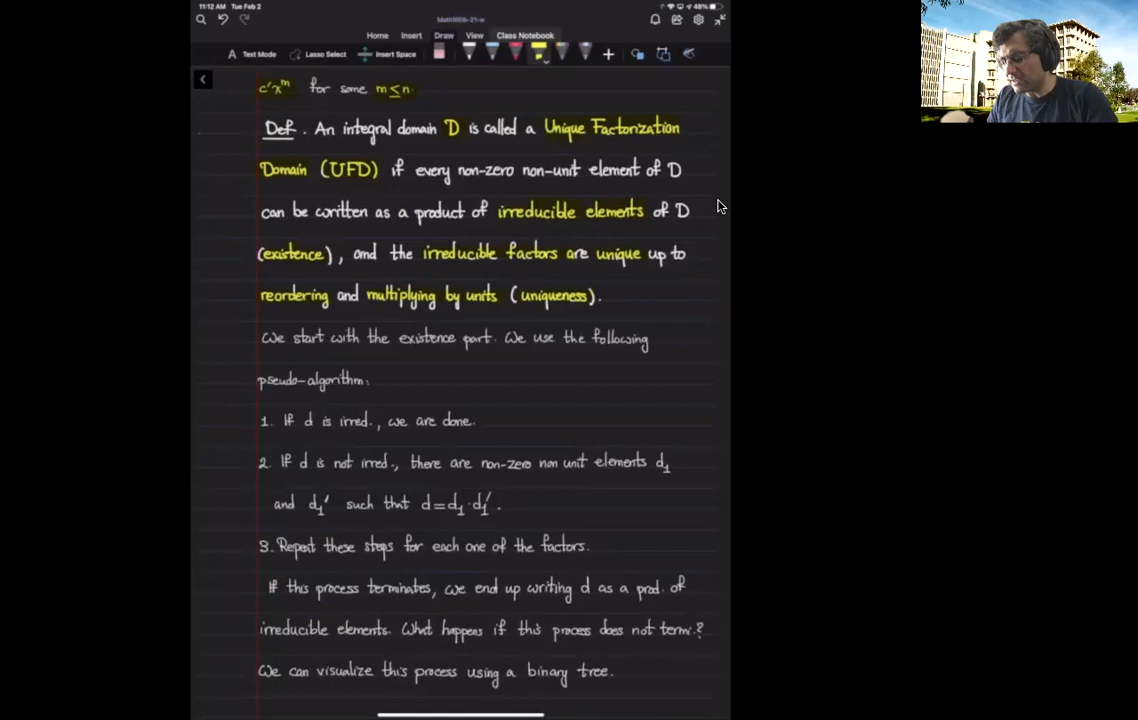 11:12 AM Tue Feb 2
48%
Home Insert Draw View Class Notebook
Text Mode Lasso Select Insert Space
c'x^m for some m≤n.
Def. An integral domain D is called a Unique Factorization
Domain (UFD) if every non-zero non-unit element of D
can be written as a product of irreducible elements of D
(existence), and the irreducible factors are unique up to
reordering and multiplying by units (uniqueness).
We start with the existence part. We use the following
pseudo-algorithm:
1. If d is irred., we are done.
2. If d is not irred., there are non-zero non unit elements d₁
and d₁' such that d=d₁·d₁'.
3. Repeat these steps for each one of the factors.
If this process terminates, we end up writing d as a prod. of
irreducible elements. What happens if this process does not term.?
We can visualize this process using a binary tree.